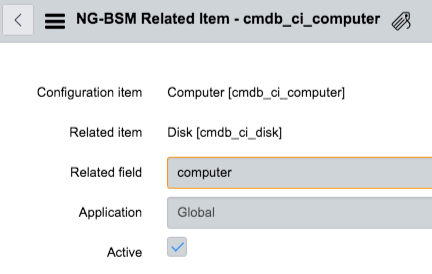 NG-BSM Related Item - cmdb_ci_computer
Configuration item Computer [cmdb_ci_computer]
Related item Disk [cmdb_ci_disk]
Related field computer
Application Global
Active